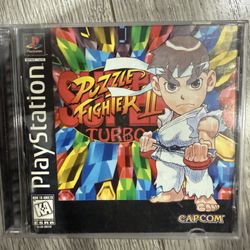 PlayStation
SUPER
PUZZLE
FIGHTER II
TURBO
CAPCOM